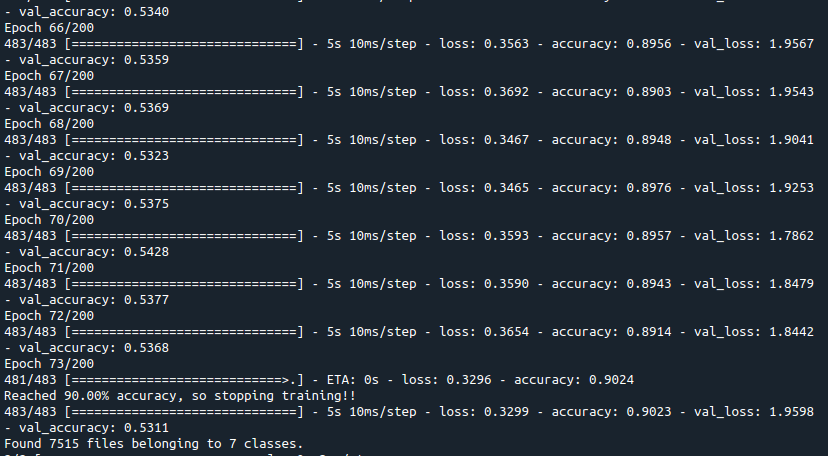 - val_accuracy: 0.5340
Epoch 66/200
483/483 [==============================] - 5s 10ms/step - loss: 0.3563 - accuracy: 0.8956 - val_loss: 1.9567
- val_accuracy: 0.5359
Epoch 67/200
483/483 [==============================] - 5s 10ms/step - loss: 0.3692 - accuracy: 0.8903 - val_loss: 1.9543
- val_accuracy: 0.5369
Epoch 68/200
483/483 [==============================] - 5s 10ms/step - loss: 0.3467 - accuracy: 0.8948 - val_loss: 1.9041
- val_accuracy: 0.5323
Epoch 69/200
483/483 [==============================] - 5s 10ms/step - loss: 0.3465 - accuracy: 0.8976 - val_loss: 1.9253
- val_accuracy: 0.5375
Epoch 70/200
483/483 [==============================] - 5s 10ms/step - loss: 0.3593 - accuracy: 0.8957 - val_loss: 1.7862
- val_accuracy: 0.5428
Epoch 71/200
483/483 [==============================] - 5s 10ms/step - loss: 0.3590 - accuracy: 0.8943 - val_loss: 1.8479
- val_accuracy: 0.5377
Epoch 72/200
483/483 [==============================] - 5s 10ms/step - loss: 0.3654 - accuracy: 0.8914 - val_loss: 1.8442
- val_accuracy: 0.5368
Epoch 73/200
481/483 [============================>.] - ETA: 0s - loss: 0.3296 - accuracy: 0.9024
Reached 90.00% accuracy, so stopping training!!
483/483 [==============================] - 5s 10ms/step - loss: 0.3299 - accuracy: 0.9023 - val_loss: 1.9598
- val_accuracy: 0.5311
Found 7515 files belonging to 7 classes.